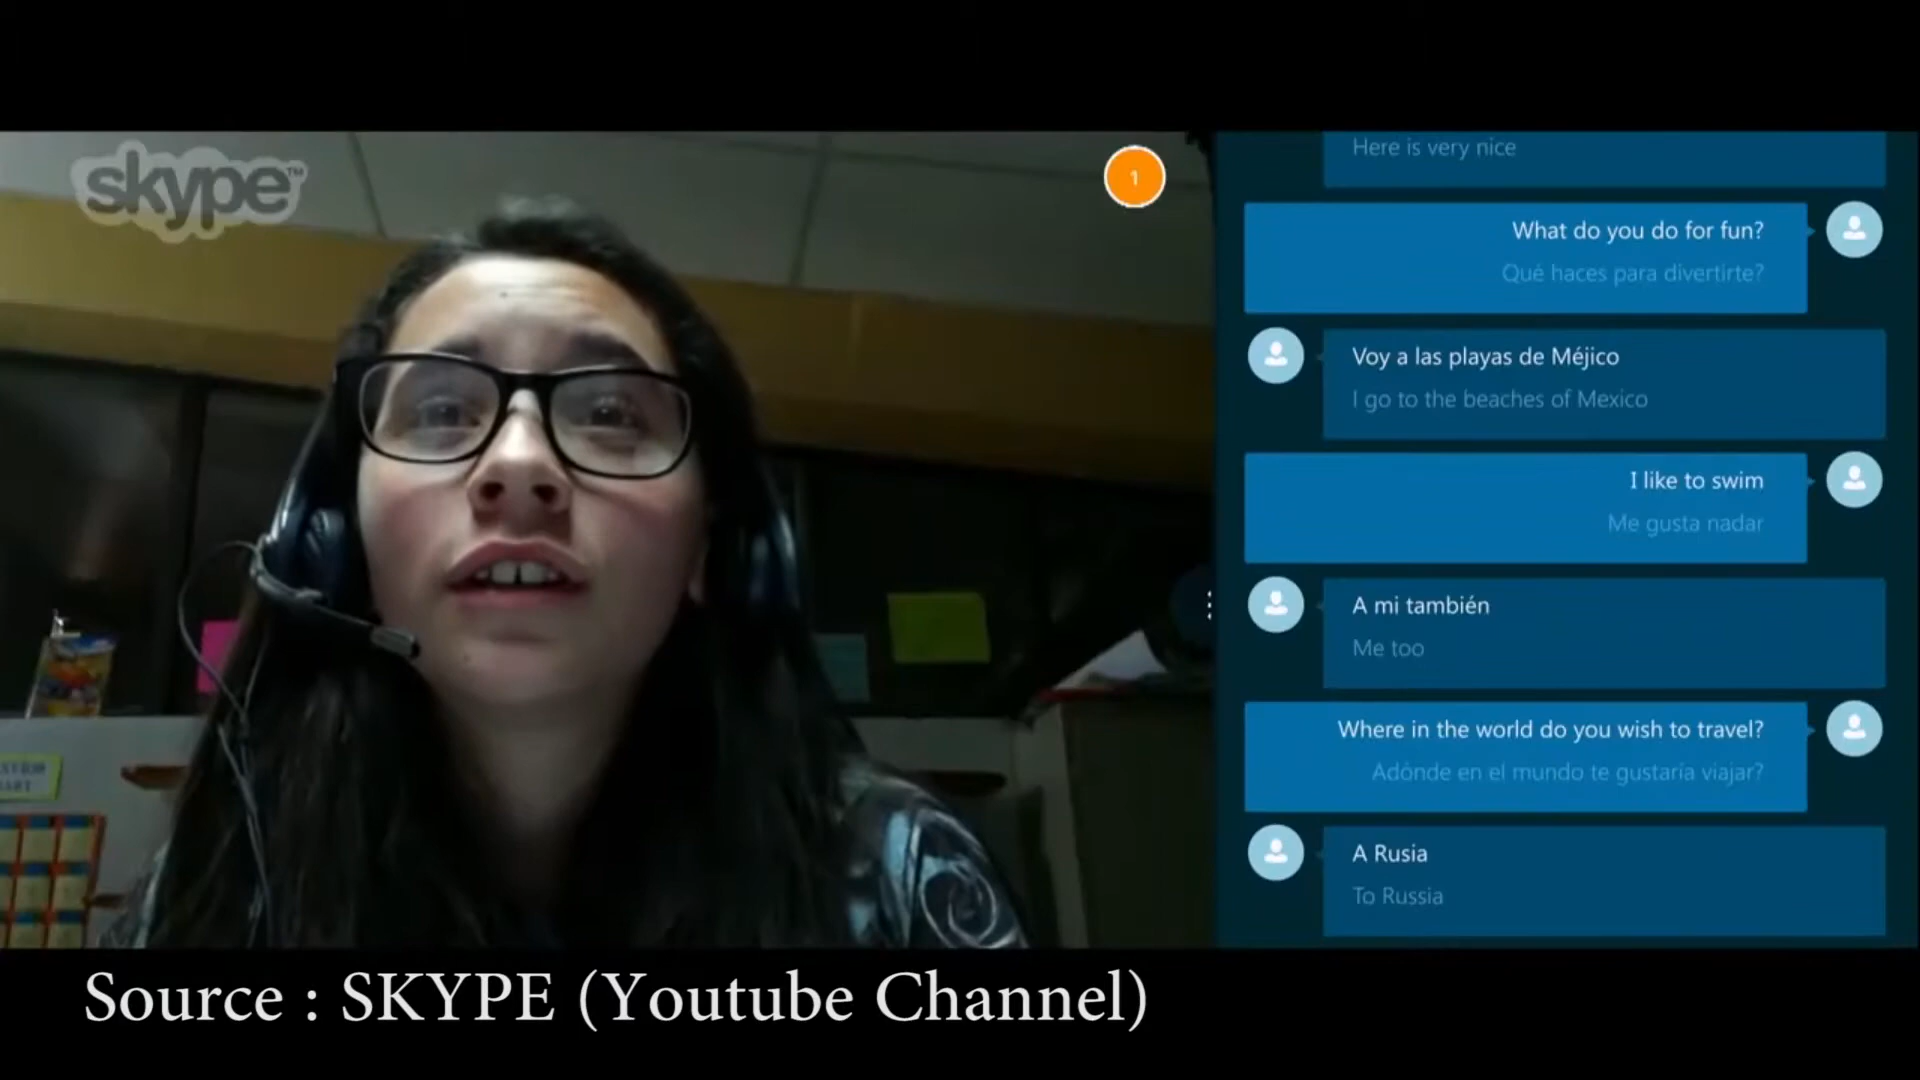 skype™
1
Here is very nice
What do you do for fun?
Qué haces para divertirte?
Voy a las playas de Méjico
I go to the beaches of Mexico
I like to swim
Me gusta nadar
A mi también
Me too
Where in the world do you wish to travel?
Adónde en el mundo te gustaría viajar?
A Rusia
To Russia
Source : SKYPE (Youtube Channel)